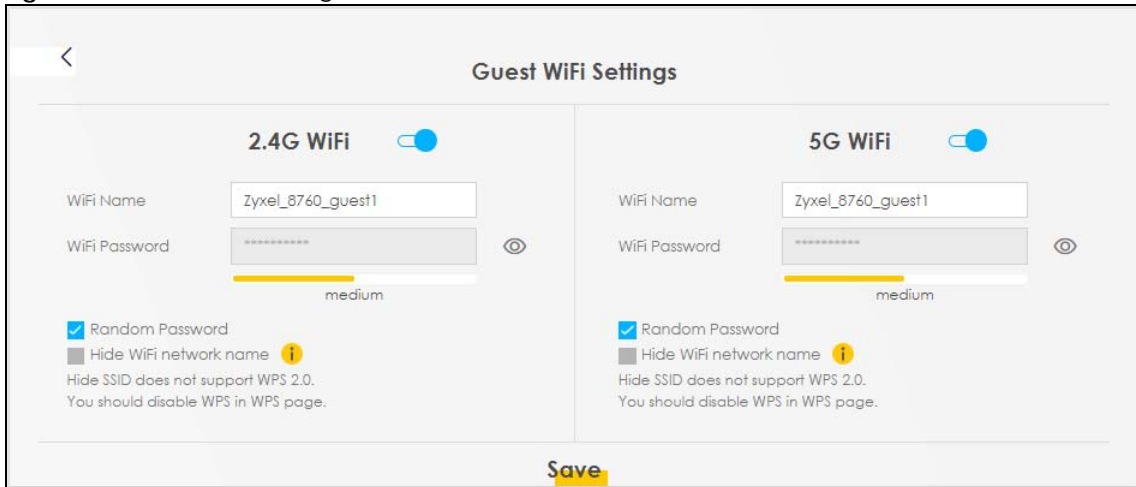 Guest WiFi Settings
2.4G WiFi
WiFi Name
Zyxel_8760_guest1
WiFi Password
**********
medium
Random Password
Hide WiFi network name
i
Hide SSID does not support WPS 2.0.
You should disable WPS in WPS page.
5G WiFi
WiFi Name
Zyxel_8760_guest1
WiFi Password
**********
medium
Random Password
Hide WiFi network name
i
Hide SSID does not support WPS 2.0.
You should disable WPS in WPS page.
Save